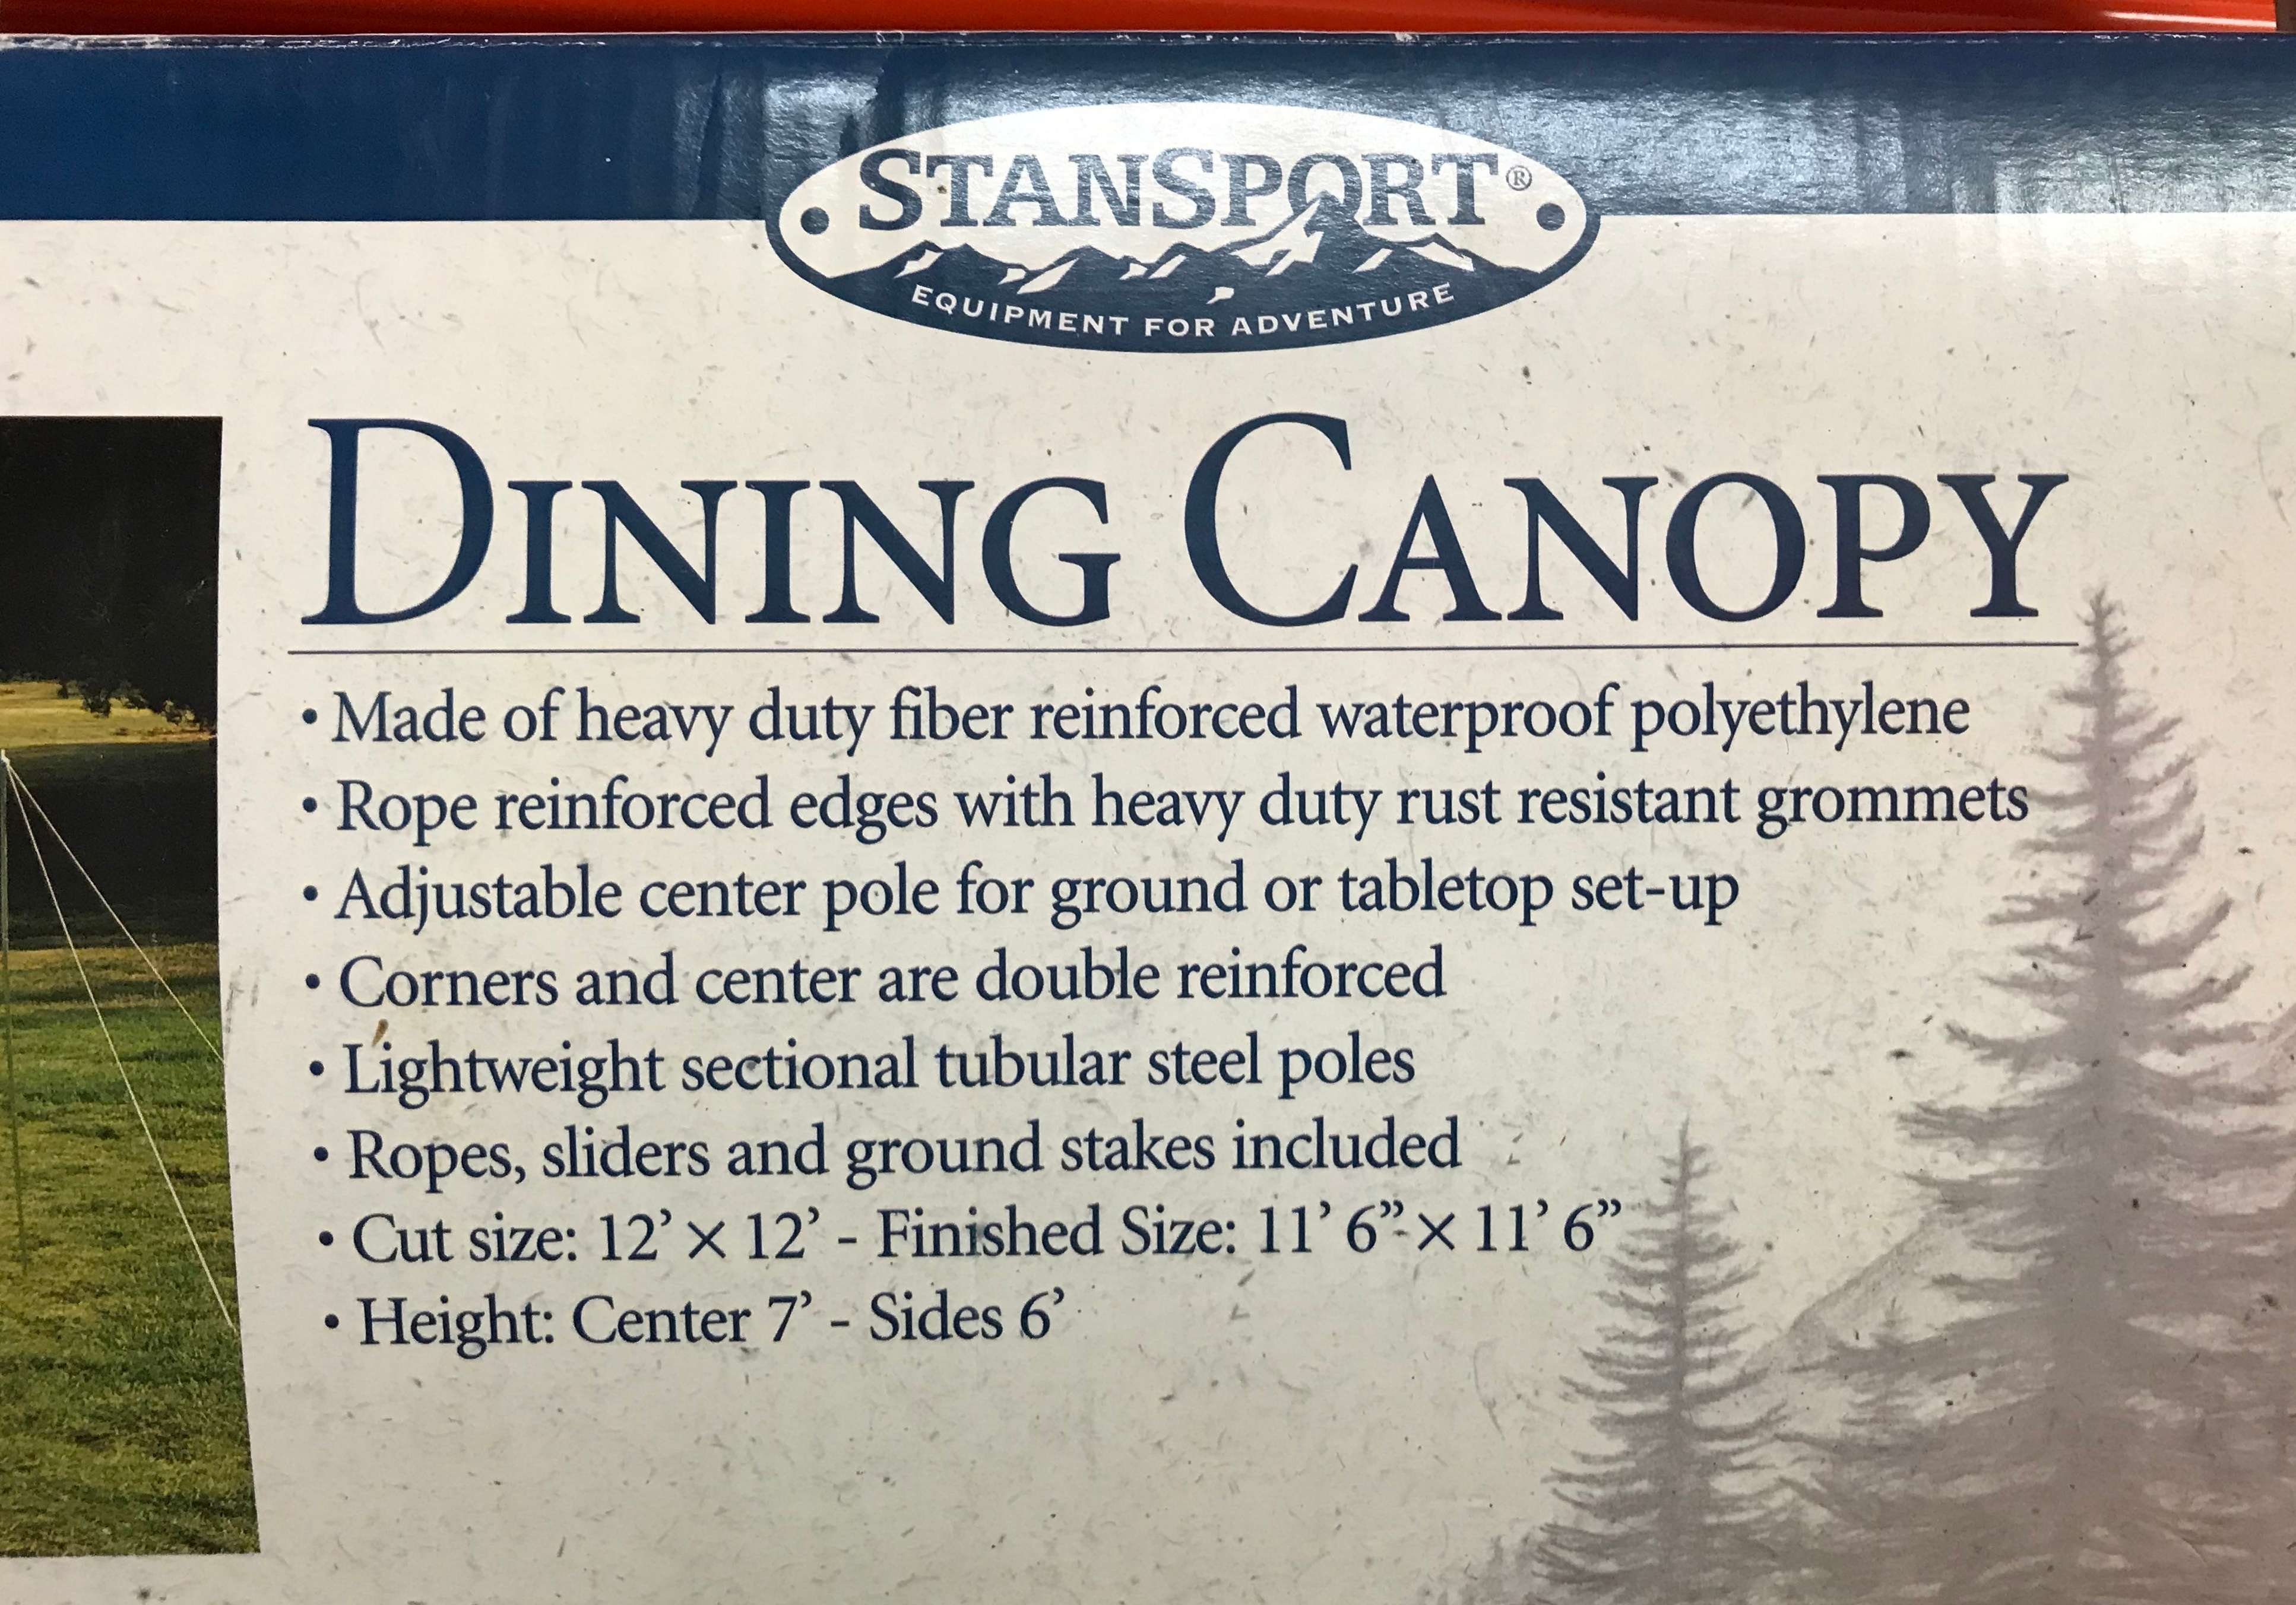 STANSPORT®
EQUIPMENT FOR ADVENTURE
DINING CANOPY
• Made of heavy duty fiber reinforced waterproof polyethylene
• Rope reinforced edges with heavy duty rust resistant grommets
• Adjustable center pole for ground or tabletop set-up
• Corners and center are double reinforced
• Lightweight sectional tubular steel poles
• Ropes, sliders and ground stakes included
• Cut size: 12’ × 12’ - Finished Size: 11’ 6” × 11’ 6”
• Height: Center 7’ - Sides 6’